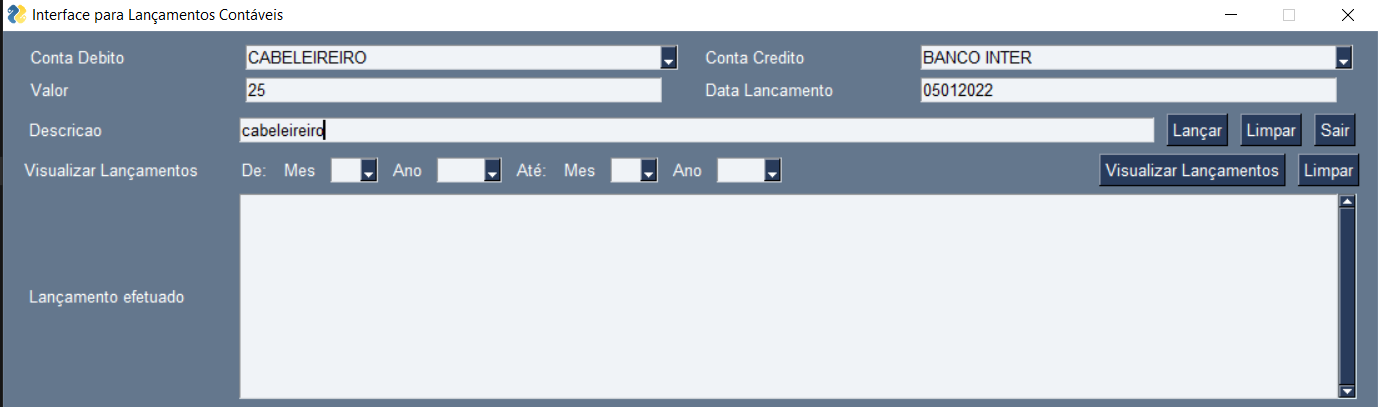 Interface para Lançamentos Contáveis
Conta Debito CABELEIREIRO Conta Credito BANCO INTER
Valor 25 Data Lancamento 05012022
Descricao cabeleireiro Lançar Limpar Sair
Visualizar Lançamentos De: Mes Ano Até: Mes Ano Visualizar Lançamentos Limpar
Lançamento efetuado